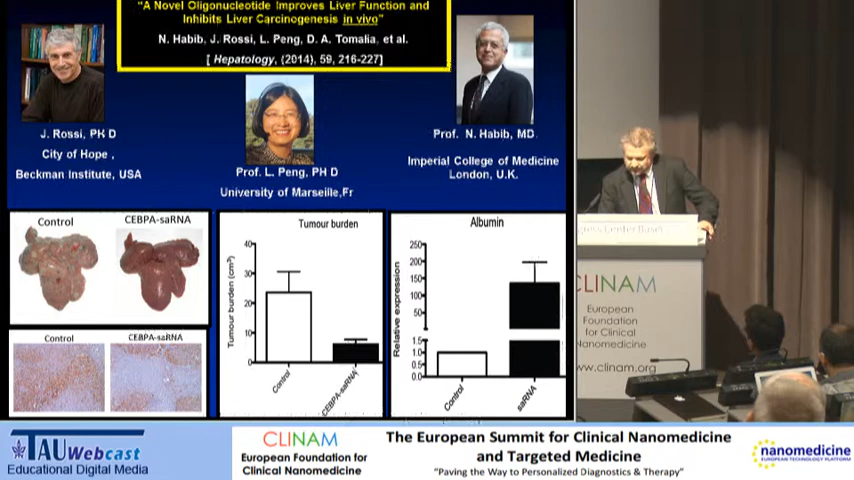 "A Novel Oligonucleotide Improves Liver Function and
Inhibits Liver Carcinogenesis in vivo"
N. Habib, J. Rossi, L. Peng, D. A. Tomalia, et al.
[ Hepatology, (2014), 59, 216-227]
J. Rossi, PH D
City of Hope ,
Beckman Institute, USA
Prof. L. Peng, PH D
University of Marseille,Fr
Prof. N. Habib, MD.
Imperial College of Medicine
London, U.K.
Control
CEBPA-saRNA
Control
CEBPA-saRNA
Tumour burden
Tumour burden (cm³)
40
30
20
10
0
Control
CEBPA-saRNA
Albumin
Relative expression
250
200
150
100
50
1.5
1.0
0.5
0.0
Control
saRNA
gress Center Basel
CLINAM
European
Foundation
for Clinical
Nanomedicine
www.clinam.org
TAU Webcast
Educational Digital Media
CLINAM
European Foundation for
Clinical Nanomedicine
The European Summit for Clinical Nanomedicine
and Targeted Medicine
"Paving the Way to Personalized Diagnostics & Therapy"
nanomedicine
EUROPEAN TECHNOLOGY PLATFORM